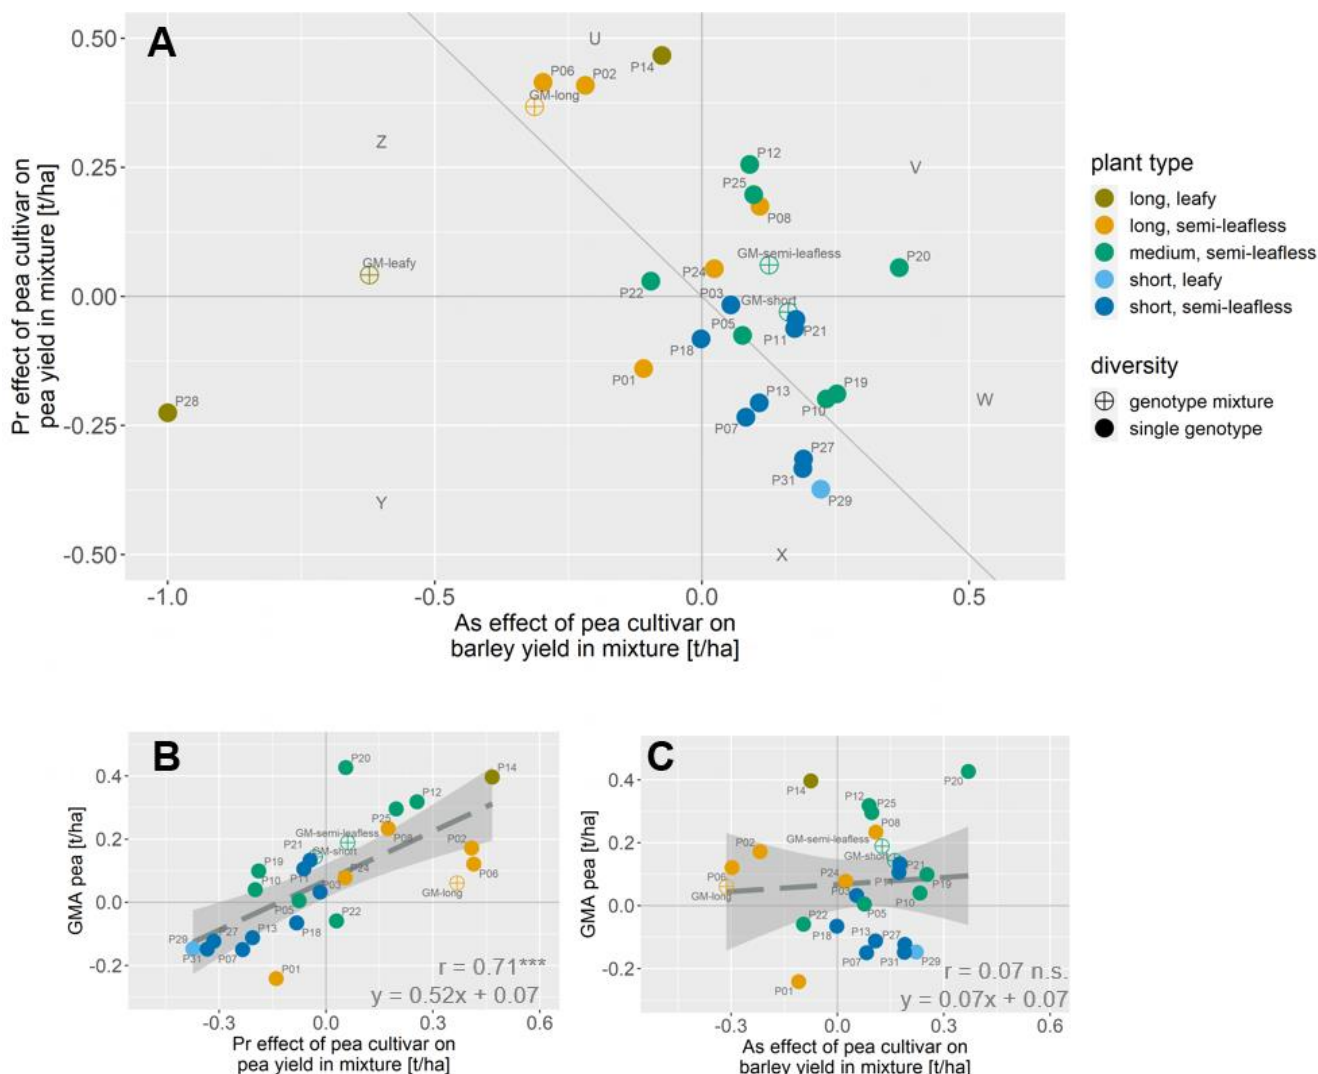 A
0.50
0.25
0.00
-0.25
-0.50
Pr effect of pea cultivar on
pea yield in mixture [t/ha]
U
P14
P06
P02
GM-long
Z
P12
V
P25
P08
GM-leafy
GM-semi-leafless
P20
P24
P22
P03
GM-short
P05
P11
P21
P18
P01
P19
P13
P10
W
P28
P07
P27
P31
P29
Y
X
-1.0
-0.5
0.0
0.5
As effect of pea cultivar on
barley yield in mixture [t/ha]
plant type
long, leafy
long, semi-leafless
medium, semi-leafless
short, leafy
short, semi-leafless
diversity
genotype mixture
single genotype
B
GMA pea [t/ha]
0.4
0.2
0.0
-0.2
P20
P14
P12
P25
GM-semi-leafless
P08
P02
P21
GM-short
P19
P11
P24
P06
P10
P03
GM-long
P05
P22
P13
P18
P29
P27
P31
P07
P01
r = 0.71***
y = 0.52x + 0.07
-0.3
0.0
0.3
0.6
Pr effect of pea cultivar on
pea yield in mixture [t/ha]
C
GMA pea [t/ha]
0.4
0.2
0.0
-0.2
P20
P14
P12
P25
P08
GM-semi-leafless
P02
GM-short
P21
P06
P24
P11
P19
GM-long
P03
P10
P05
P22
P18
P13
P27
P07
P31
P29
P01
r = 0.07 n.s.
y = 0.07x + 0.07
-0.3
0.0
0.3
0.6
As effect of pea cultivar on
barley yield in mixture [t/ha]